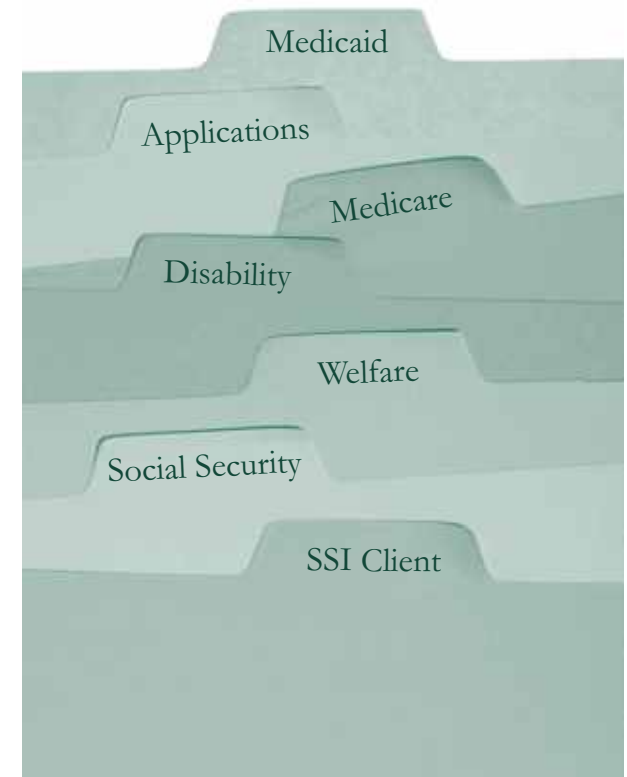 Medicaid
Applications
Medicare
Disability
Welfare
Social Security
SSI Client